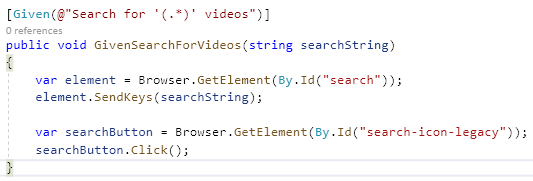 [Given(@"Search for '(.*)' videos")]
0 references
public void GivenSearchForVideos(string searchString)
{
var element = Browser.GetElement(By.Id("search"));
element.SendKeys(searchString);
var searchButton = Browser.GetElement(By.Id("search-icon-legacy"));
searchButton.Click();
}